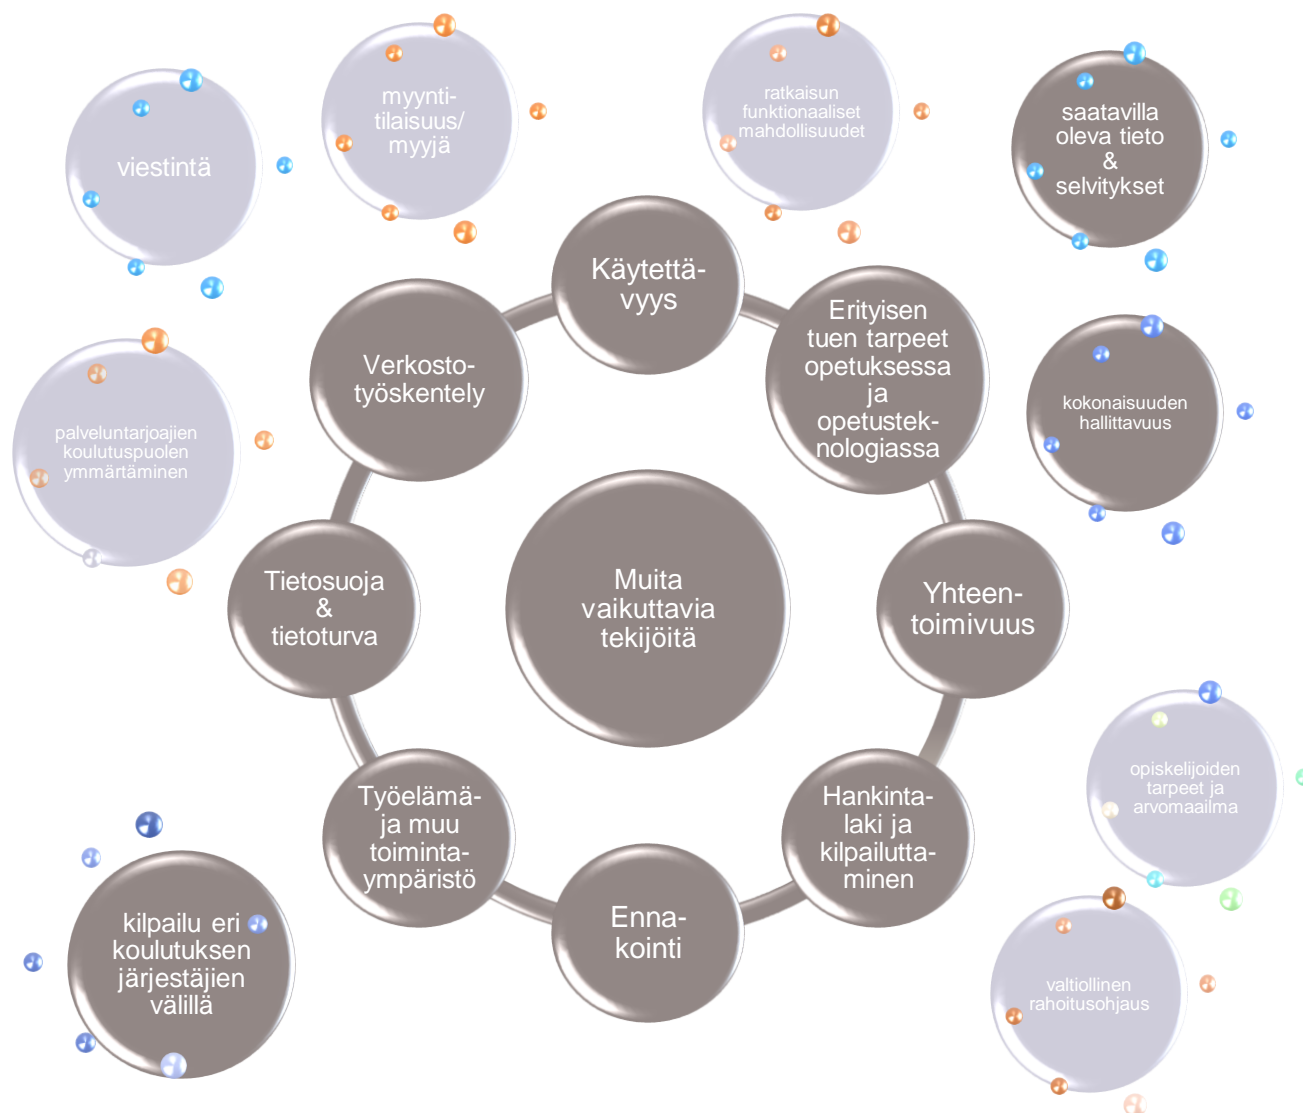 viestintä
myynti-
tilaisuus/
myyjä
ratkaisun
funktionaaliset
mahdollisuudet
saatavilla
oleva tieto
&
selvitykset
Käytettä-
vyys
Erityisen
tuen tarpeet
opetuksessa
ja
opetustek-
nologiassa
Verkosto-
työskentely
kokonaisuuden
hallittavuus
palveluntarjoajien
koulutuspuolen
ymmärtäminen
Tietosuoja
&
tietoturva
Muita
vaikuttavia
tekijöitä
Yhteen-
toimivuus
opiskelijoiden
tarpeet ja
arvomaailma
Työelämä-
ja muu
toiminta-
ympäristö
Hankinta-
laki ja
kilpailutta-
minen
Enna-
kointi
kilpailu eri
koulutuksen
järjestäjien
välillä
valtiollinen
rahoitusohjaus